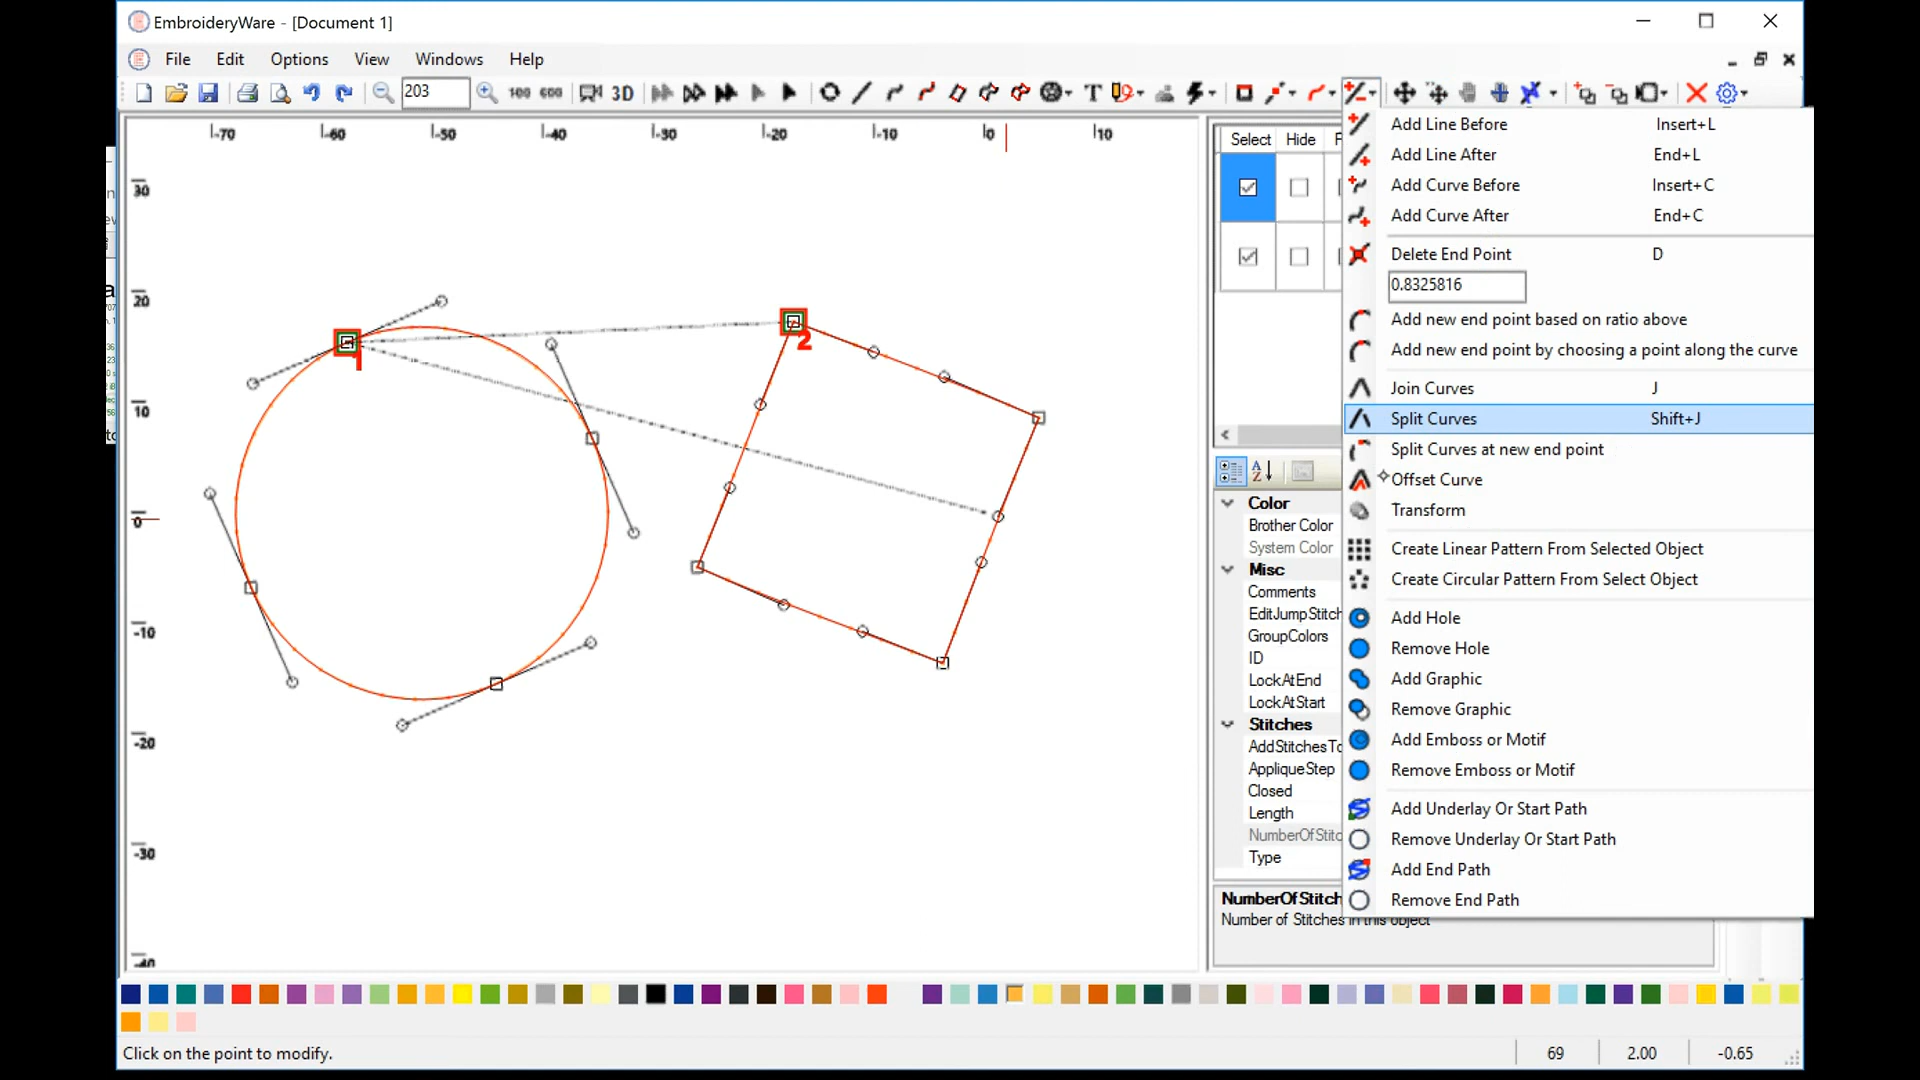 EmbroideryWare - [Document 1]
File Edit Options View Windows Help
203 3D T
-70 -60 -50 -40 -30 -20 -10 0 10
30
20
10
0
-10
-20
-30
-40
1
2
Select Hide F
Add Line Before Insert+L
Add Line After End+L
Add Curve Before Insert+C
Add Curve After End+C
Delete End Point D
0.8325816
Add new end point based on ratio above
Add new end point by choosing a point along the curve
Join Curves J
Split Curves Shift+J
Split Curves at new end point
Offset Curve
Transform
Create Linear Pattern From Selected Object
Create Circular Pattern From Select Object
Add Hole
Remove Hole
Add Graphic
Remove Graphic
Add Emboss or Motif
Remove Emboss or Motif
Add Underlay Or Start Path
Remove Underlay Or Start Path
Add End Path
Remove End Path
Color
Brother Color
System Color
Misc
Comments
EditJumpStitch
GroupColors
ID
LockAtEnd
LockAtStart
Stitches
AddStitchesTo
AppliqueStep
Closed
Length
NumberOfStitc
Type
NumberOfStitch
Number of Stitches in this object
Click on the point to modify.
69 2.00 -0.65